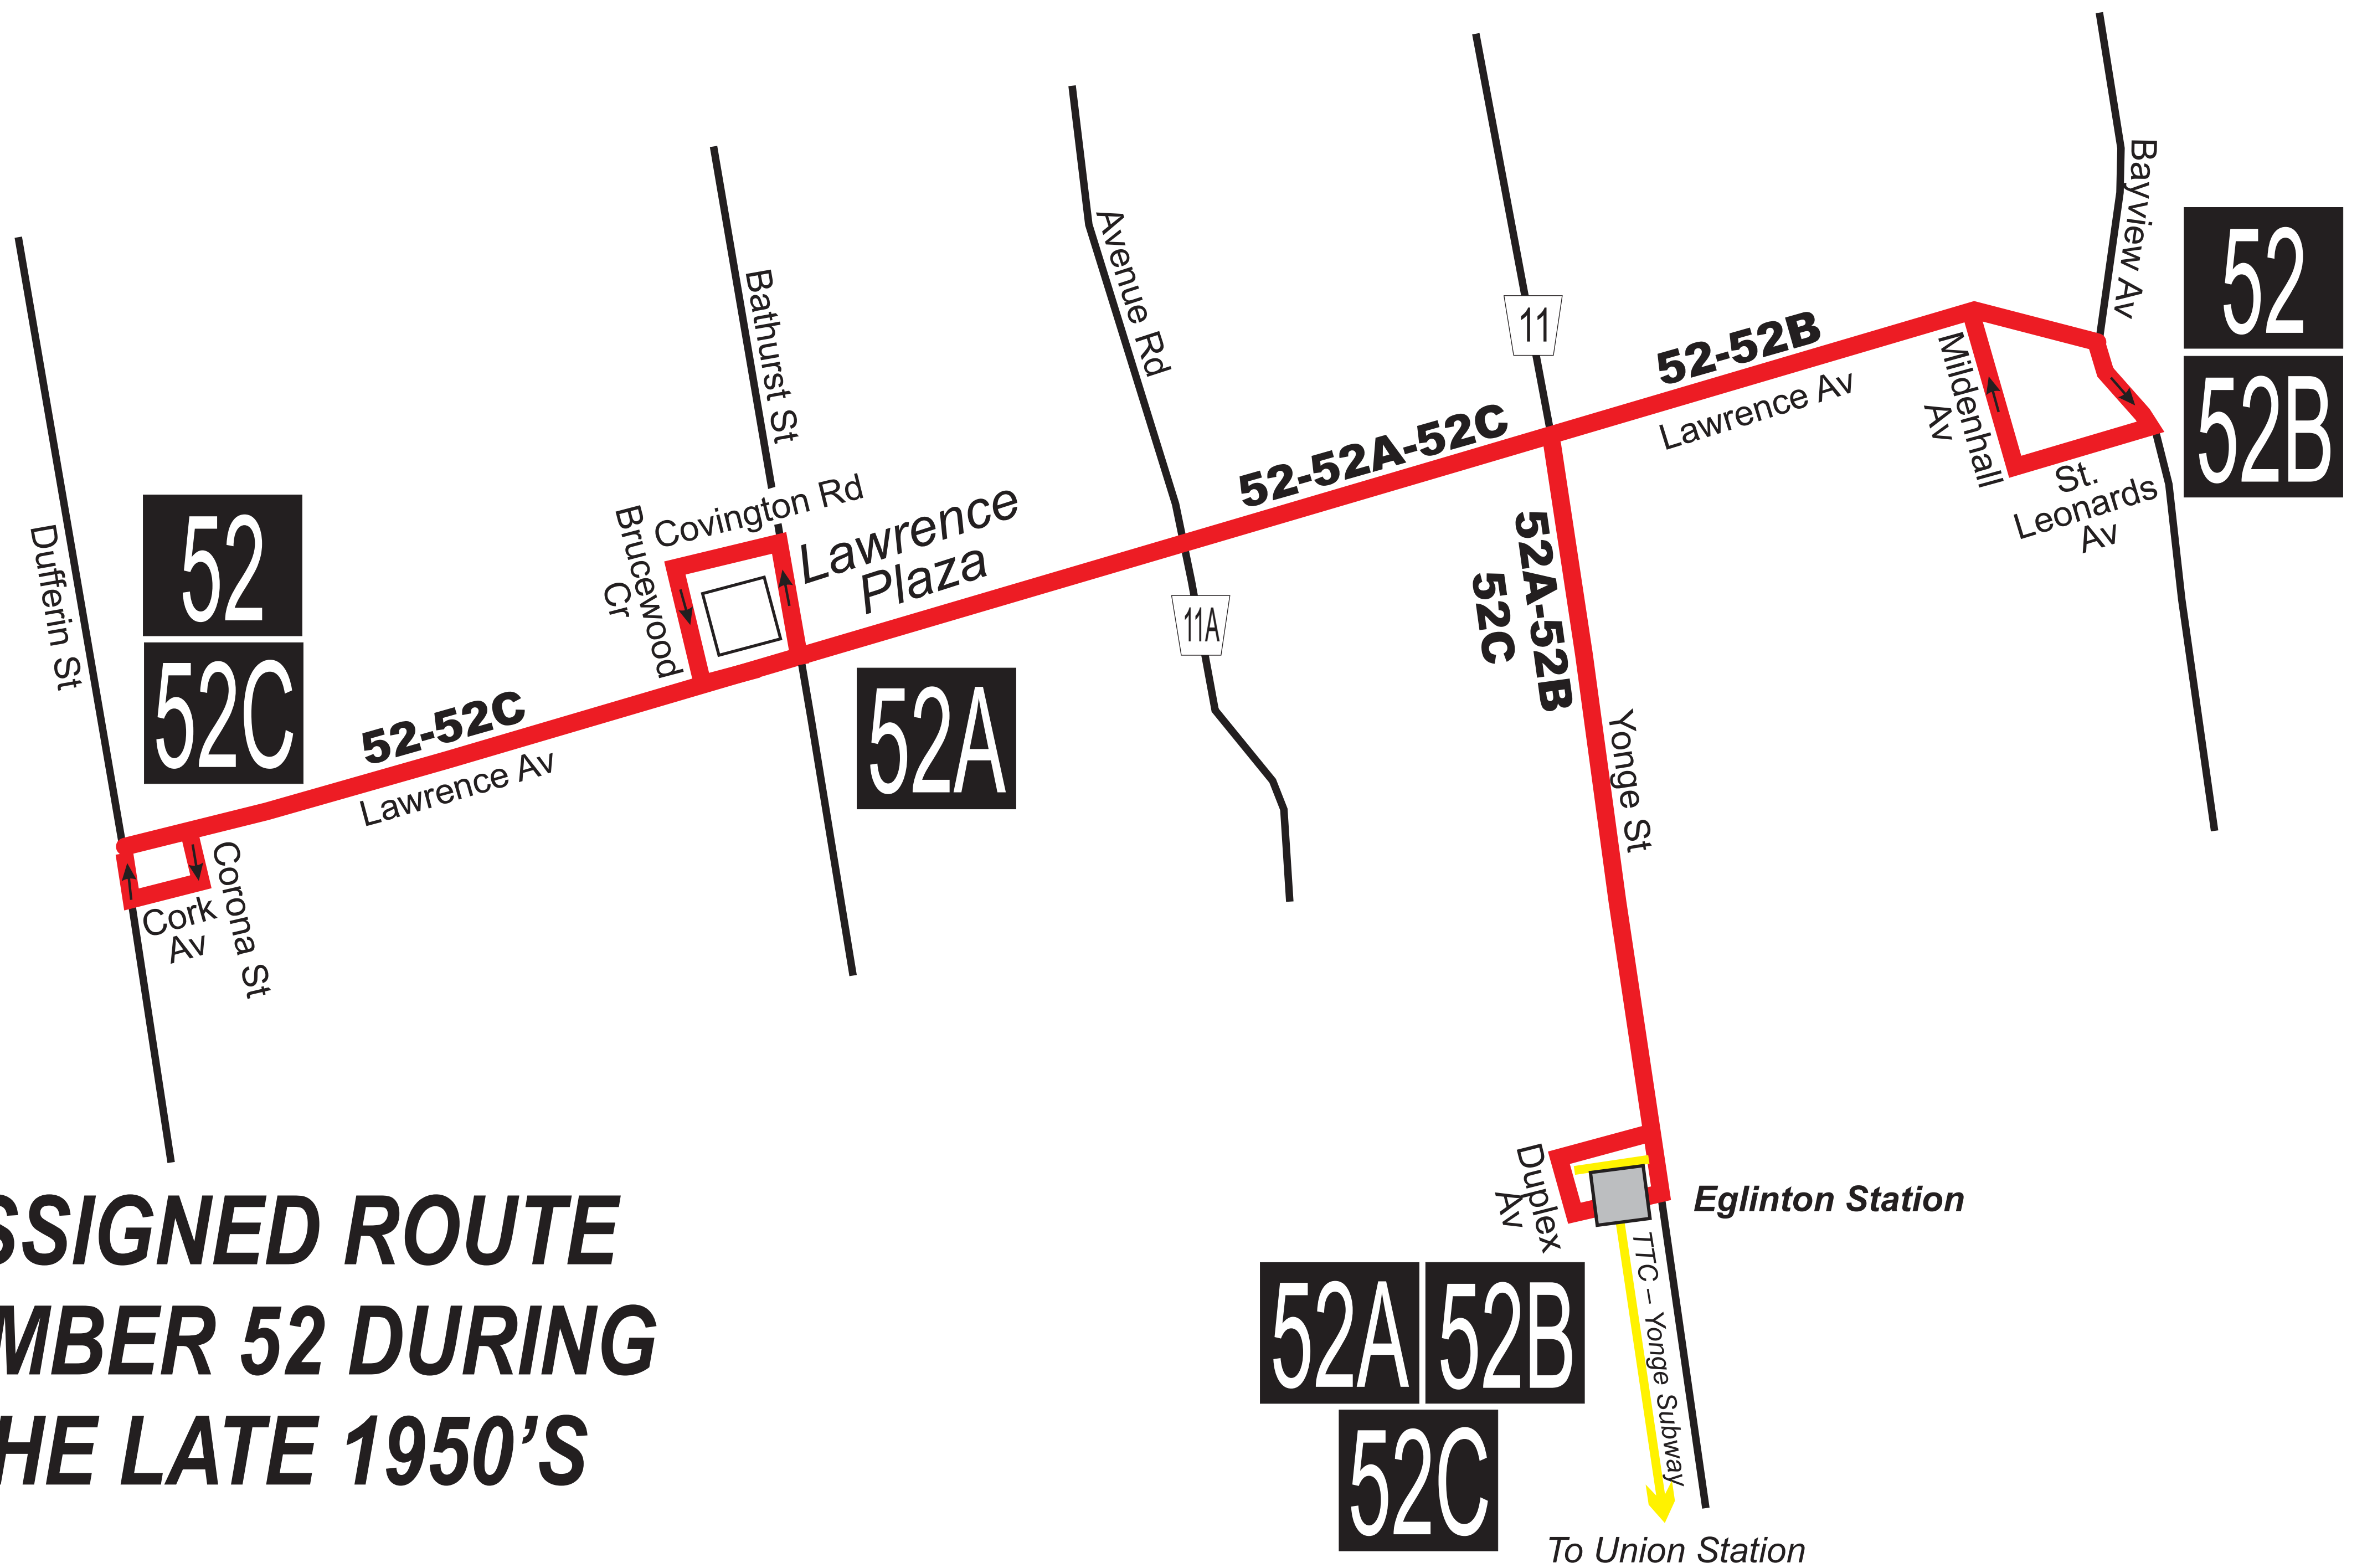 Bayview Av
11
52-52B
Lawrence Av
Mildenhall
Av
St.
Leonards
Av
52
52B
Avenue Rd
52-52A-52C
11A
Bathurst St
Covington Rd
Brucewood
Cr
Lawrence
Plaza
52A
Dufferin St
52
52C
52-52C
Lawrence Av
Cork
Av
Corona St
52A-52B
52C
Yonge St
Duplex
Av
Eglinton Station
TTC – Yonge Subway
52A
52B
52C
To Union Station
SSIGNED ROUTE
MBER 52 DURING
HE LATE 1950’S